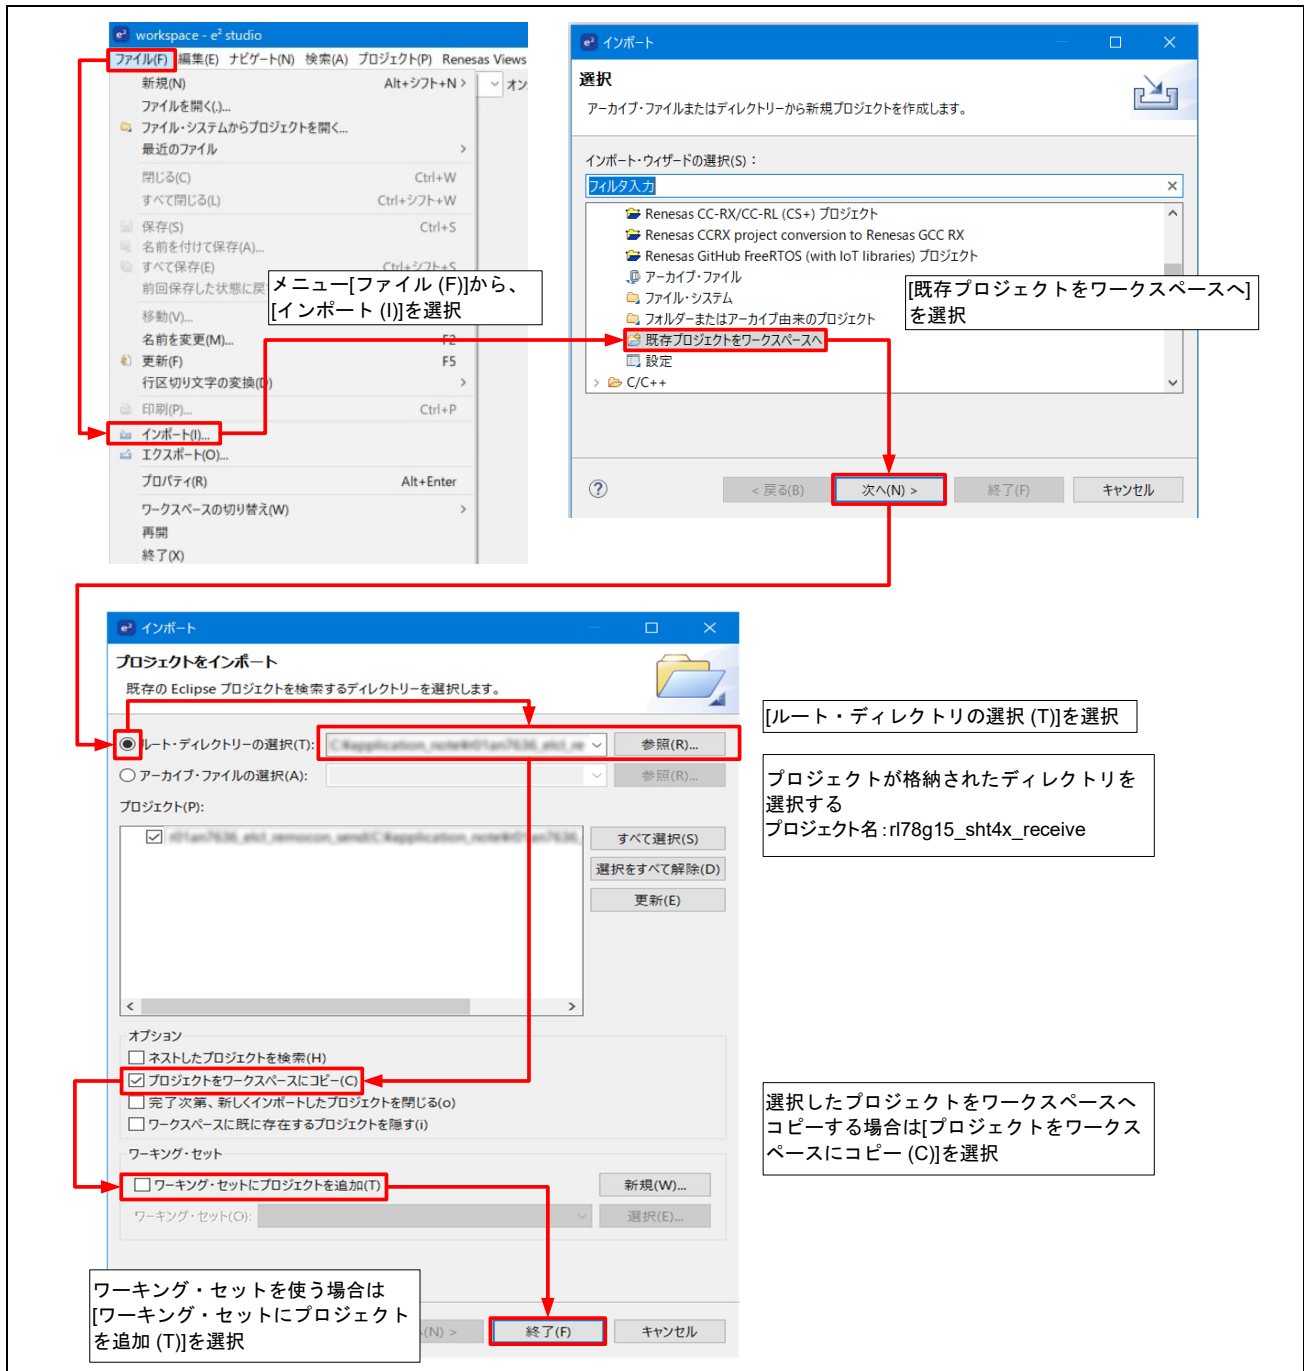 workspace - e² studio
ファイル(F) 編集(E) ナビゲート(N) 検索(A) プロジェクト(P) Renesas Views
新規(N) Alt+シフト+N >
オン
ファイルを開く(.)...
ファイル・システムからプロジェクトを開く...
最近のファイル >
閉じる(C) Ctrl+W
すべて閉じる(L) Ctrl+シフト+W
保存(S) Ctrl+S
名前を付けて保存(A)...
すべて保存(E) Ctrl+シフト+S
前回保存した状態に戻
メニュー[ファイル (F)]から、
[インポート (I)]を選択
移動(V)...
名前を変更(M)... F2
更新(F) F5
行区切り文字の変換(D) >
印刷(P)... Ctrl+P
インポート(I)...
エクスポート(O)...
プロパティ(R) Alt+Enter
ワークスペースの切り替え(W) >
再開
終了(X)
インポート
選択
アーカイブ・ファイルまたはディレクトリーから新規プロジェクトを作成します。
インポート・ウィザードの選択(S)：
フィルタ入力
Renesas CC-RX/CC-RL (CS+) プロジェクト
Renesas CCRX project conversion to Renesas GCC RX
Renesas GitHub FreeRTOS (with IoT libraries) プロジェクト
アーカイブ・ファイル
ファイル・システム
フォルダーまたはアーカイブ由来のプロジェクト
既存プロジェクトをワークスペースへ
設定
> C/C++
[既存プロジェクトをワークスペースへ]
を選択
< 戻る(B) 次へ(N) > 終了(F) キャンセル
インポート
プロジェクトをインポート
既存の Eclipse プロジェクトを検索するディレクトリーを選択します。
ルート・ディレクトリーの選択(T): 参照(R)...
アーカイブ・ファイルの選択(A): 参照(R)...
プロジェクト(P):
すべて選択(S)
選択をすべて解除(D)
更新(E)
オプション
ネストしたプロジェクトを検索(H)
プロジェクトをワークスペースにコピー(C)
完了次第、新しくインポートしたプロジェクトを閉じる(o)
ワークスペースに既に存在するプロジェクトを隠す(i)
ワーキング・セット
ワーキング・セットにプロジェクトを追加(T) 新規(W)...
ワーキング・セット(O): 選択(E)...
ワーキング・セットを使う場合は
[ワーキング・セットにプロジェクト
を追加 (T)]を選択
(N) > 終了(F) キャンセル
[ルート・ディレクトリの選択 (T)]を選択
プロジェクトが格納されたディレクトリを
選択する
プロジェクト名：rl78g15_sht4x_receive
選択したプロジェクトをワークスペースへ
コピーする場合は[プロジェクトをワークス
ペースにコピー (C)]を選択